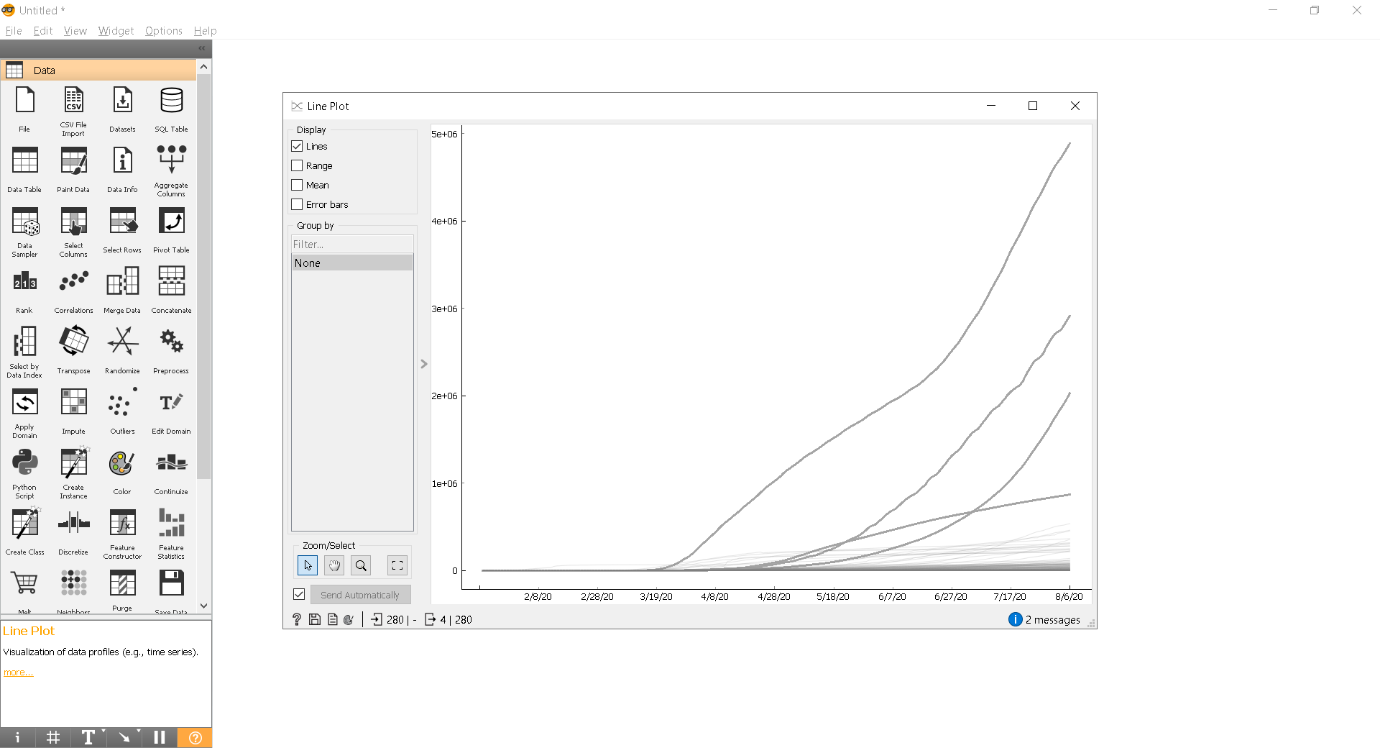 Untitled *
File Edit View Widget Options Help
«
Data
File
CSV File Import
Datasets
SQL Table
Data Table
Paint Data
Data Info
Aggregate Columns
Data Sampler
Select Columns
Select Rows
Pivot Table
Rank
Correlations
Merge Data
Concatenate
Select by Data Index
Transpose
Randomize
Preprocess
Apply Domain
Impute
Outliers
Edit Domain
Python Script
Create Instance
Color
Continuize
Create Class
Discretize
Feature Constructor
Feature Statistics
Melt
Neighbors
Purge
Save Data
Line Plot
Visualization of data profiles (e.g., time series).
more...
Line Plot
Display
Lines
Range
Mean
Error bars
Group by
Filter...
None
Zoom/Select
Send Automatically
5e+06
4e+06
3e+06
2e+06
1e+06
0
2/8/20 2/28/20 3/19/20 4/8/20 4/28/20 5/18/20 6/7/20 6/27/20 7/17/20 8/6/20
? 280 | - 4 | 280
2 messages